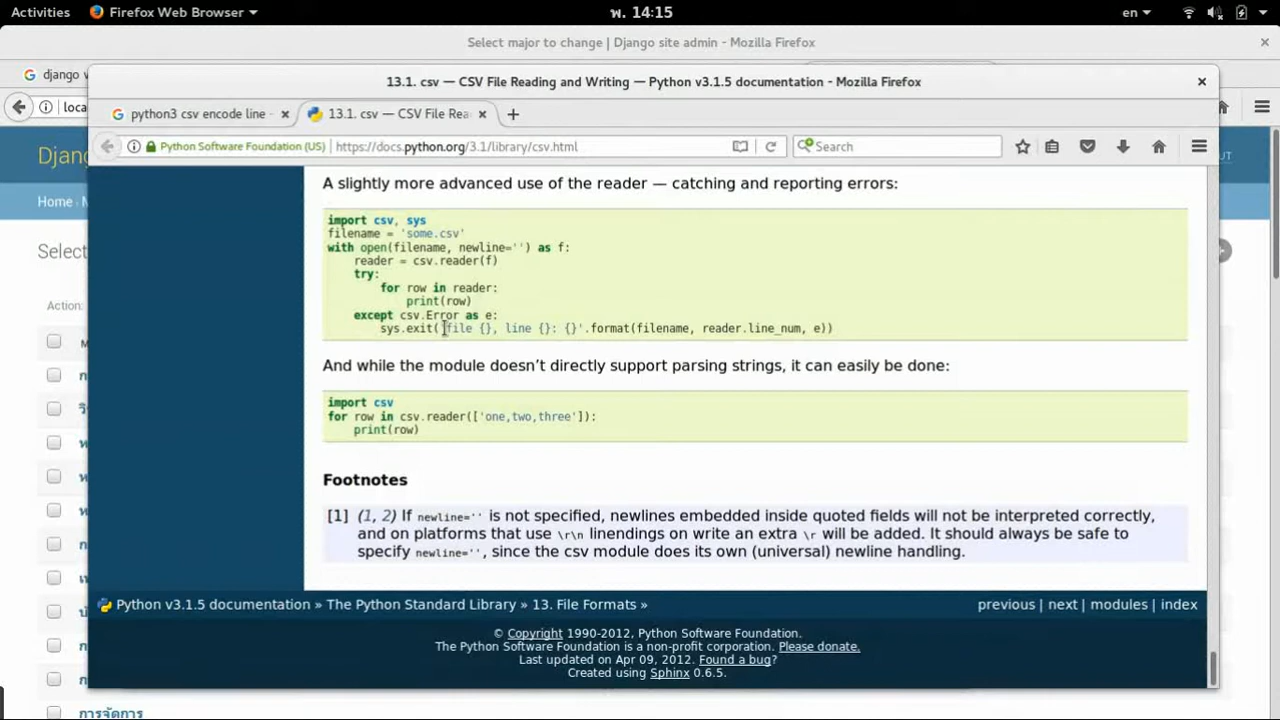 Activities Firefox Web Browser พ. 14:15 en
Select major to change | Django site admin - Mozilla Firefox
django v
13.1. csv — CSV File Reading and Writing — Python v3.1.5 documentation - Mozilla Firefox
python3 csv encode line 13.1. csv — CSV File Rea
loca
Python Software Foundation (US) https://docs.python.org/3.1/library/csv.html Search
Djan
UT
Home
Select
Action:
A slightly more advanced use of the reader — catching and reporting errors:
import csv, sys
filename = 'some.csv'
with open(filename, newline='') as f:
reader = csv.reader(f)
try:
for row in reader:
print(row)
except csv.Error as e:
sys.exit('file {}, line {}: {}'.format(filename, reader.line_num, e))
And while the module doesn't directly support parsing strings, it can easily be done:
import csv
for row in csv.reader(['one,two,three']):
print(row)
Footnotes
[1] (1, 2) If newline='' is not specified, newlines embedded inside quoted fields will not be interpreted correctly,
and on platforms that use \r\n linendings on write an extra \r will be added. It should always be safe to
specify newline='', since the csv module does its own (universal) newline handling.
Python v3.1.5 documentation » The Python Standard Library » 13. File Formats » previous | next | modules | index
© Copyright 1990-2012, Python Software Foundation.
The Python Software Foundation is a non-profit corporation. Please donate.
Last updated on Apr 09, 2012. Found a bug?
Created using Sphinx 0.6.5.
การจัดการ